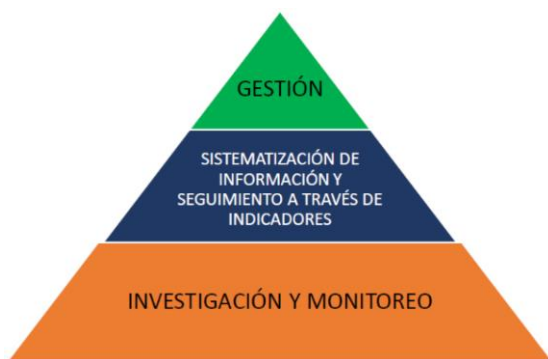 GESTIÓN
SISTEMATIZACIÓN DE
INFORMACIÓN Y
SEGUIMIENTO A TRAVÉS DE
INDICADORES
INVESTIGACIÓN Y MONITOREO